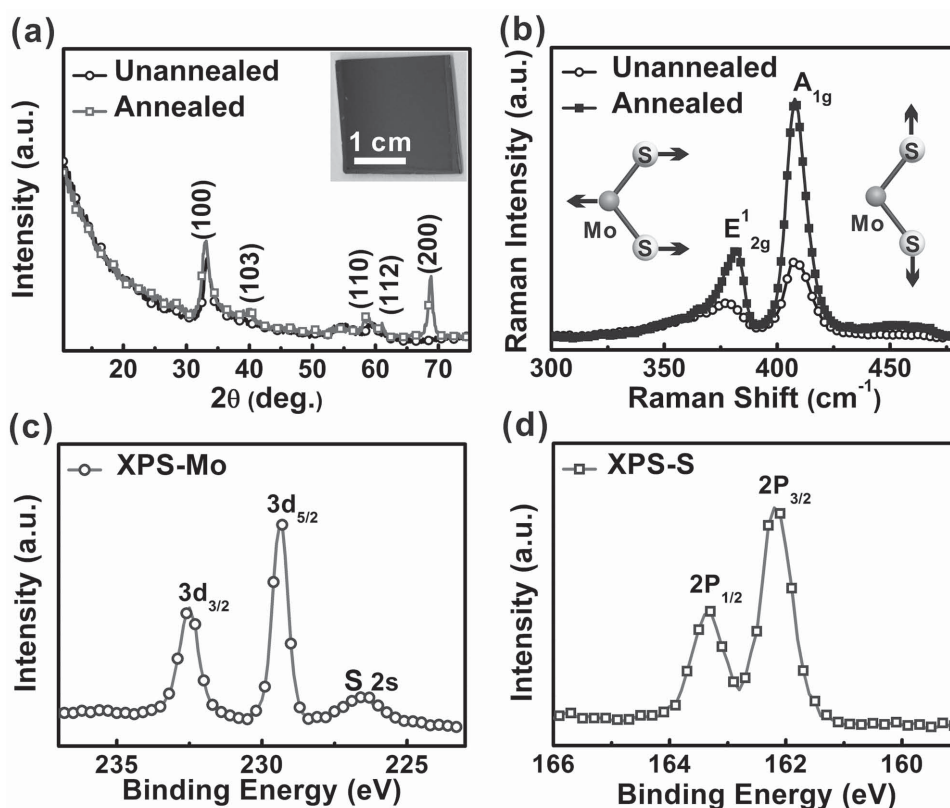 (a)
Unannealed
Annealed
1 cm
(100)
(103)
(110)
(112)
(200)
Intensity (a.u.)
20 30 40 50 60 70
2θ (deg.)
(b)
Unannealed
Annealed
A1g
E12g
S
S
Mo
S
S
Mo
Raman Intensity (a.u.)
300 350 400 450
Raman Shift (cm-1)
(c)
XPS-Mo
3d5/2
3d3/2
S 2s
Intensity (a.u.)
235 230 225
Binding Energy (eV)
(d)
XPS-S
2P3/2
2P1/2
Intensity (a.u.)
166 164 162 160
Binding Energy (eV)